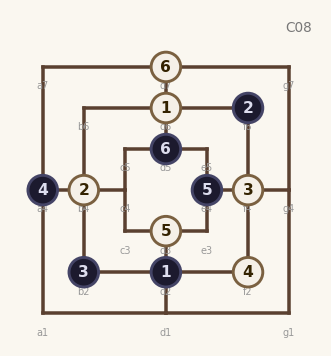 C08
6
a7 d7 g7
1 2
b6 d6 f6
6
c5 d5 e5
4 2 5 3
a4 b4 c4 e4 f4 g4
5
c3 d3 e3
3 1 4
b2 d2 f2
a1 d1 g1